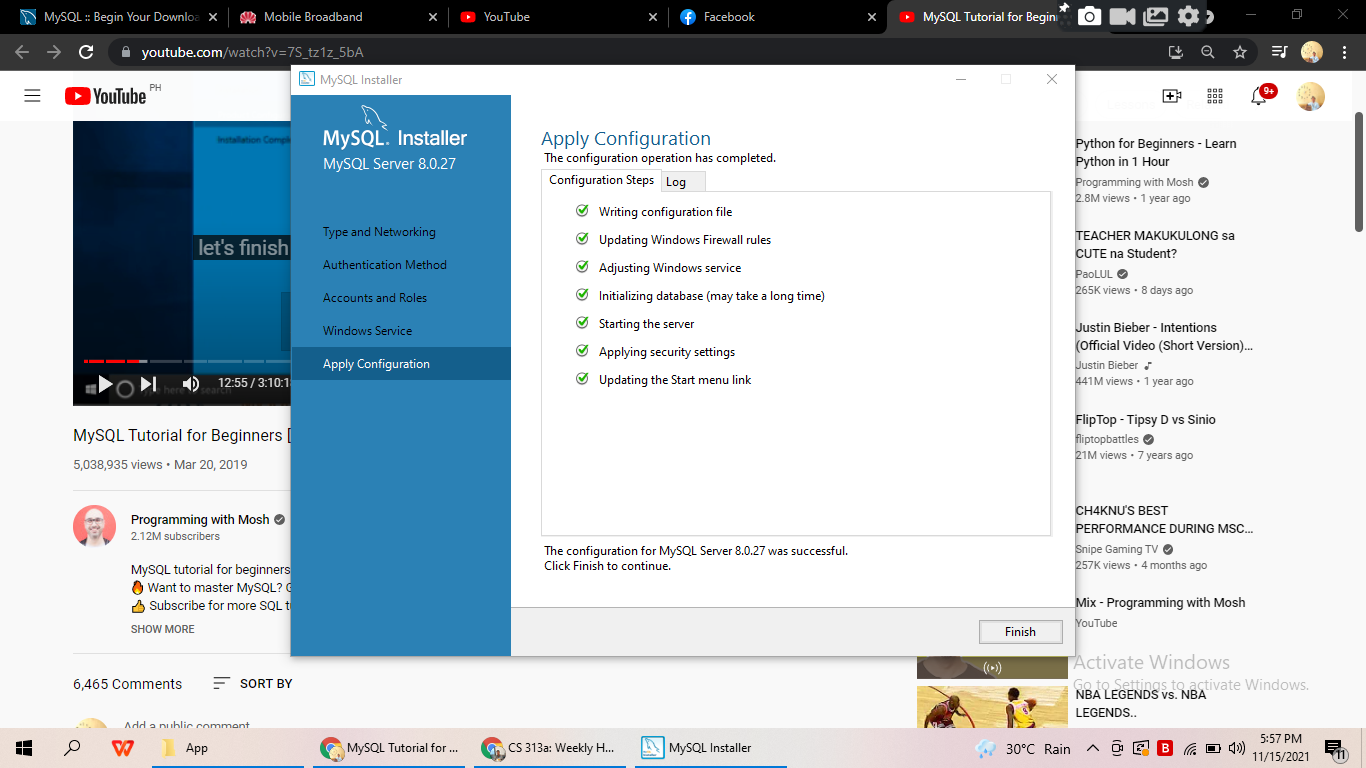 MySQL :: Begin Your Downloa
Mobile Broadband
YouTube
Facebook
MySQL Tutorial for Beginn
youtube.com/watch?v=7S_tz1z_5bA
YouTube PH
9+
MySQL Installer
MySQL. Installer
MySQL Server 8.0.27
Type and Networking
Authentication Method
Accounts and Roles
Windows Service
Apply Configuration
Apply Configuration
The configuration operation has completed.
Configuration Steps
Log
Writing configuration file
Updating Windows Firewall rules
Adjusting Windows service
Initializing database (may take a long time)
Starting the server
Applying security settings
Updating the Start menu link
The configuration for MySQL Server 8.0.27 was successful.
Click Finish to continue.
Finish
Installation Comple
let's finish
Type here to search
12:55 / 3:10:1
MySQL Tutorial for Beginners [
5,038,935 views • Mar 20, 2019
Programming with Mosh
2.12M subscribers
MySQL tutorial for beginners
Want to master MySQL? G
Subscribe for more SQL tu
SHOW MORE
6,465 Comments
SORT BY
Add a public comment
Python for Beginners - Learn
Python in 1 Hour
Programming with Mosh
2.8M views • 1 year ago
TEACHER MAKUKULONG sa
CUTE na Student?
PaoLUL
265K views • 8 days ago
Justin Bieber - Intentions
(Official Video (Short Version)...
Justin Bieber
441M views • 1 year ago
FlipTop - Tipsy D vs Sinio
fliptopbattles
21M views • 7 years ago
CH4KNU'S BEST
PERFORMANCE DURING MSC...
Snipe Gaming TV
257K views • 4 months ago
Mix - Programming with Mosh
YouTube
Activate Windows
Go to Settings to activate Windows.
NBA LEGENDS vs. NBA
LEGENDS..
App
MySQL Tutorial for ...
CS 313a: Weekly H...
MySQL Installer
30°C Rain
5:57 PM
11/15/2021
11